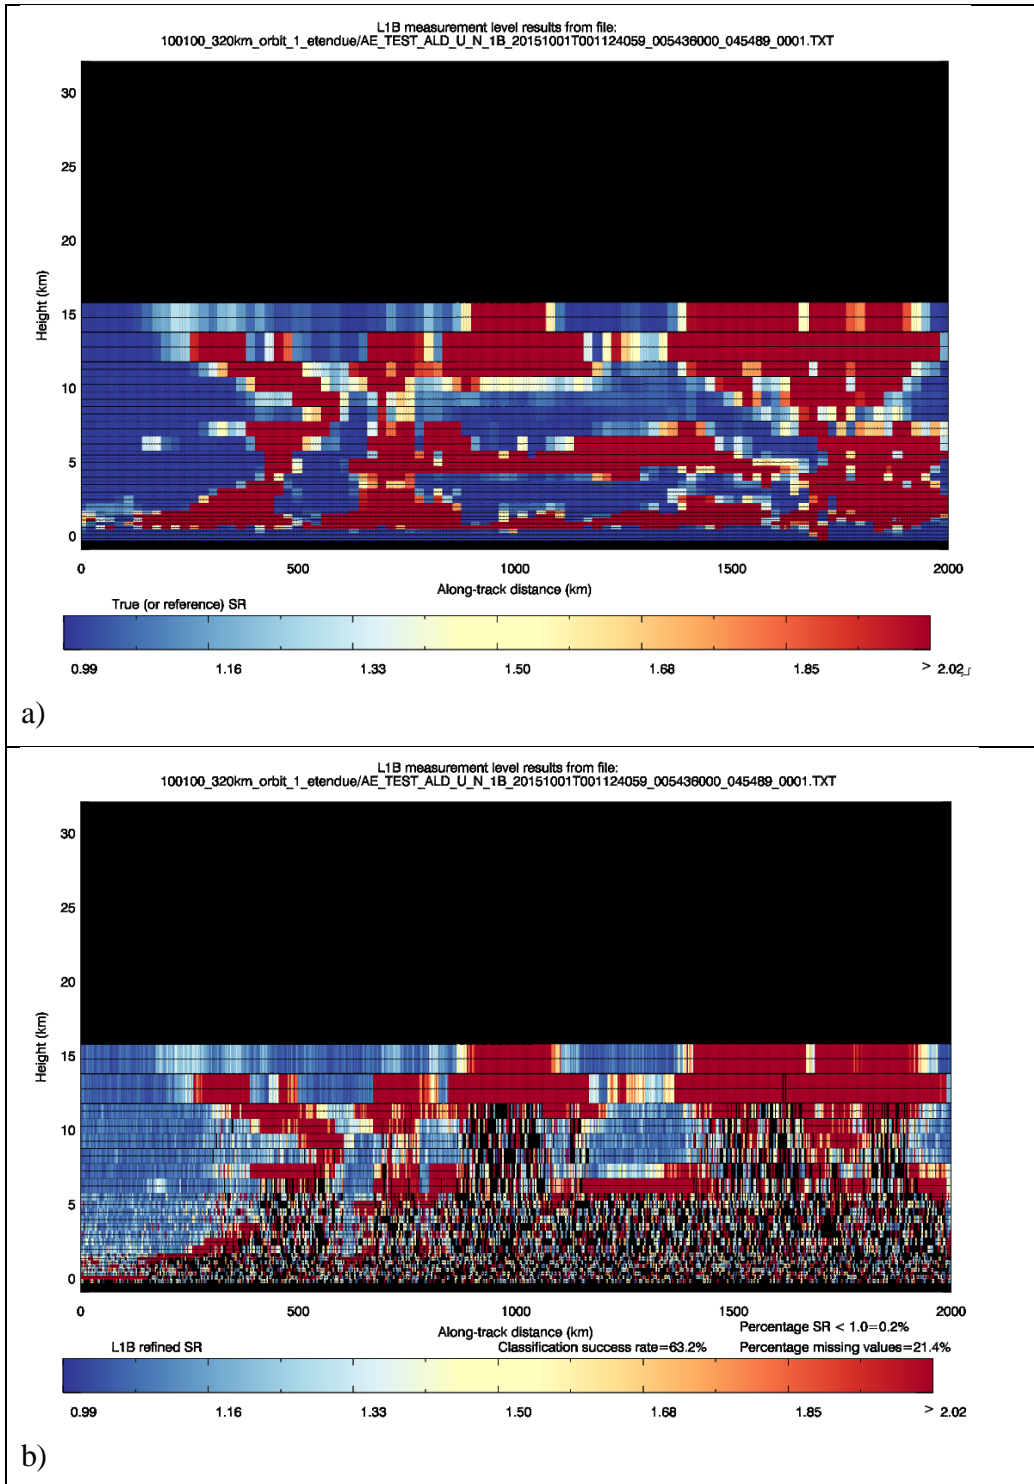 L1B measurement level results from file:
100100_320km_orbit_1_etendue/AE_TEST_ALD_U_N_1B_20151001T001124059_005436000_045489_0001.TXT
30
25
20
15
10
5
0
Height (km)
0 500 1000 1500 2000
Along-track distance (km)
True (or reference) SR
0.99 1.16 1.33 1.50 1.68 1.85 > 2.02
a)
L1B measurement level results from file:
100100_320km_orbit_1_etendue/AE_TEST_ALD_U_N_1B_20151001T001124059_005436000_045489_0001.TXT
30
25
20
15
10
5
0
Height (km)
0 500 1000 1500 2000
Along-track distance (km)
Percentage SR < 1.0=0.2%
L1B refined SR
Classification success rate=63.2%
Percentage missing values=21.4%
0.99 1.16 1.33 1.50 1.68 1.85 > 2.02
b)